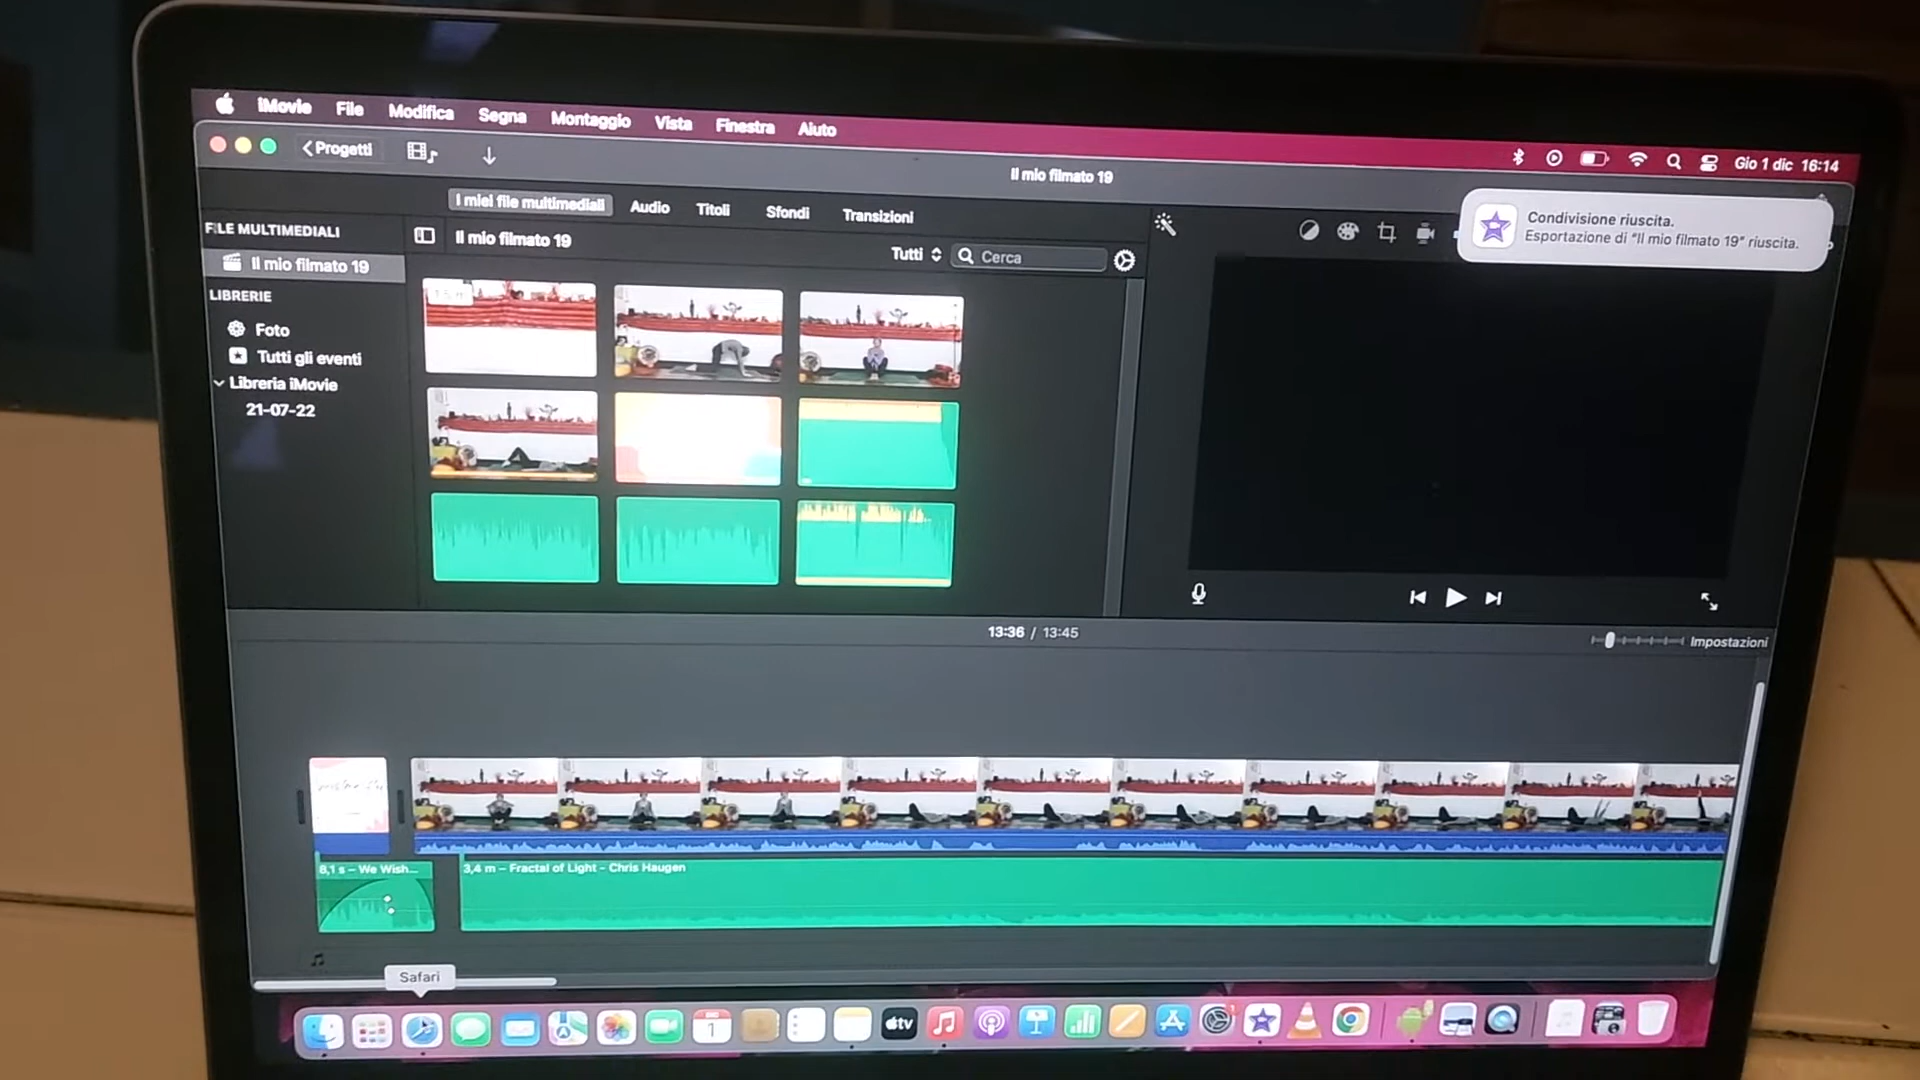 iMovie File Modifica Segna Montaggio Vista Finestra Aiuto
Gio 1 dic 16:14
Progetti
Il mio filmato 19
Condivisione riuscita.
Esportazione di "Il mio filmato 19" riuscita.
I miei file multimediali Audio Titoli Sfondi Transizioni
FILE MULTIMEDIALI
Il mio filmato 19
Tutti
Cerca
Il mio filmato 19
LIBRERIE
Foto
Tutti gli eventi
Libreria iMovie
21-07-22
13:36 / 13:45
Impostazioni
8,1 s – We Wish...
3,4 m – Fractal of Light - Chris Haugen
Safari
1
tv